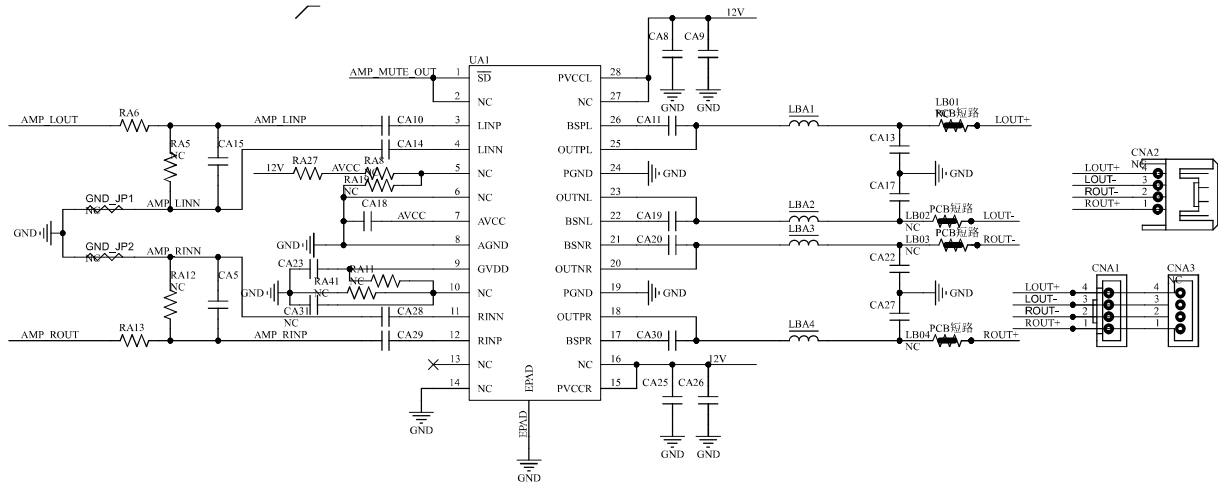 12V
CA8
CA9
GND
GND
UA1
AMP_MUTE_OUT
1
SD
PVCCL
28
2
NC
NC
27
RA6
AMP_LOUT
AMP_LINP
CA10
3
LINP
BSPL
26
CA11
LBA1
LB01
PCB短路
LOUT+
RA5
NC
CA15
CA14
4
LINN
OUTPL
25
CA13
12V
RA27
AVCC
RA8
5
NC
PGND
24
GND
GND
NC
6
NC
OUTNL
23
CA17
GND_JP1
NC
AMP_LINN
CA18
AVCC
7
AVCC
BSNL
22
CA19
LBA2
LB02
NC
PCB短路
LOUT-
GND
GND
8
AGND
BSNR
21
CA20
LBA3
LB03
NC
PCB短路
ROUT-
GND_JP2
NC
AMP_RINN
CA23
RA11
NC
9
GVDD
OUTNR
20
CA22
RA12
NC
CA5
GND
RA41
NC
10
NC
PGND
19
GND
CA31
NC
CA28
11
RINN
OUTPR
18
CA27
AMP_ROUT
RA13
AMP_RINP
CA29
12
RINP
BSPR
17
CA30
LBA4
LB04
NC
PCB短路
ROUT+
13
NC
NC
16
12V
14
NC
PVCCR
15
CA25
CA26
EPAD
EPAD
GND
GND
GND
GND
CNA2
NC
LOUT+
4
LOUT-
3
ROUT-
2
ROUT+
1
CNA1
CNA3
NC
LOUT+
4
4
LOUT-
3
3
ROUT-
2
2
ROUT+
1
1